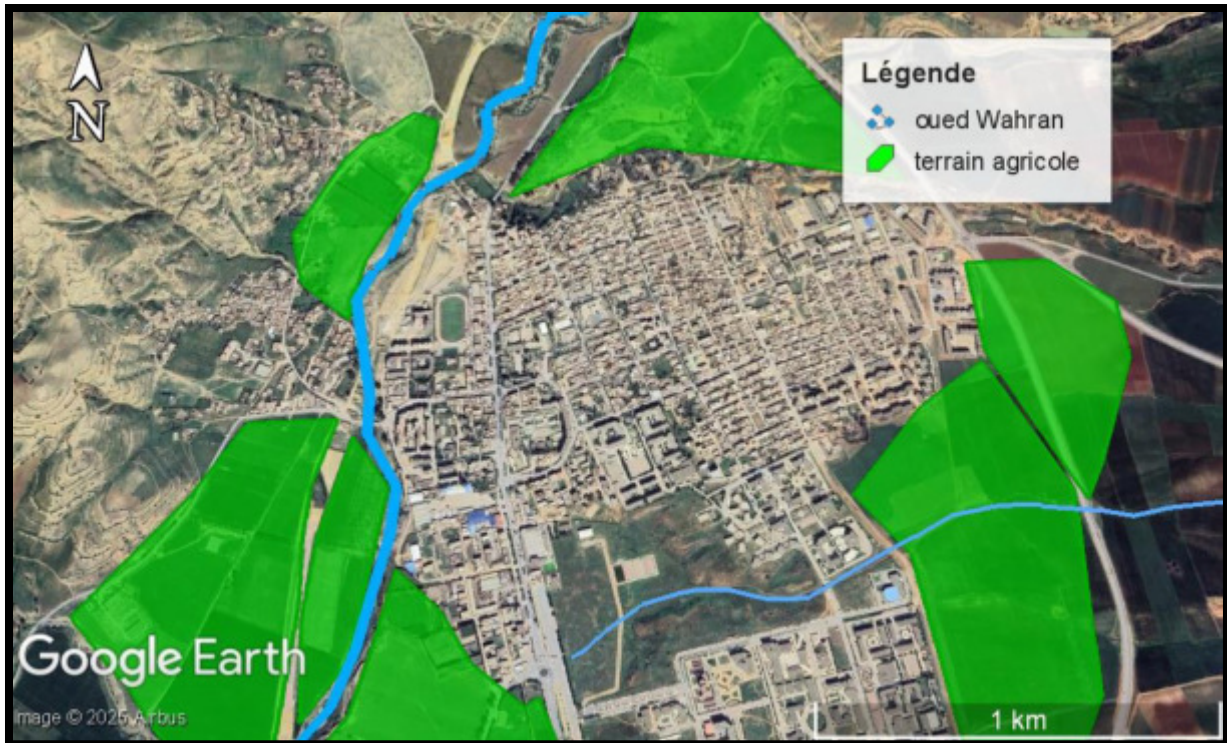 N
Légende
oued Wahran
terrain agricole
Google Earth
Image © 2025 Airbus
1 km